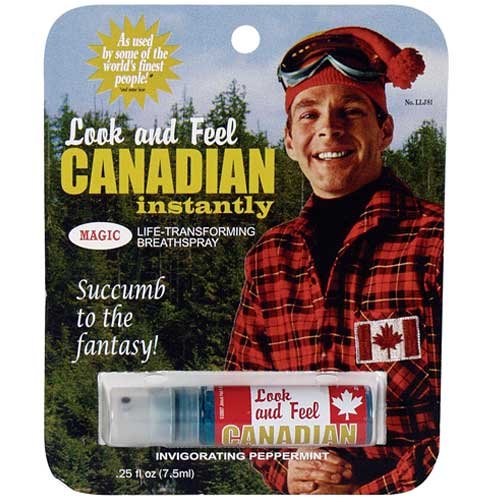 As used
by some of the
world's finest
people!*
No. LLJ81
Look and Feel
CANADIAN
instantly
MAGIC
LIFE-TRANSFORMING
BREATHSPRAY
Succumb
to the
fantasy!
Look
and Feel
CANADIAN
INVIGORATING PEPPERMINT
.25 fl oz (7.5ml)